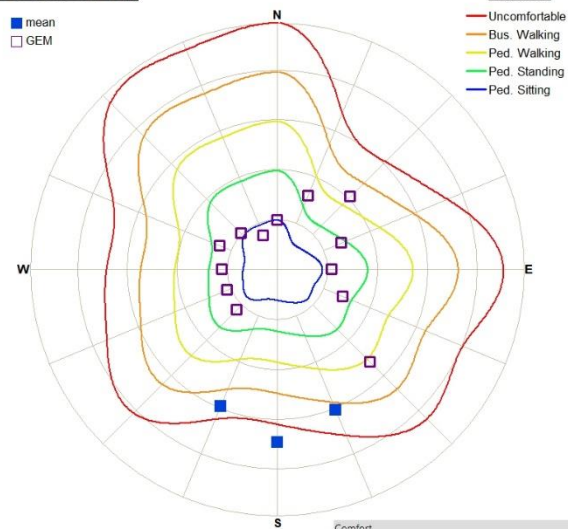 N
mean
GEM
Uncomfortable
Bus. Walking
Ped. Walking
Ped. Standing
Ped. Sitting
W
E
S
Comfort